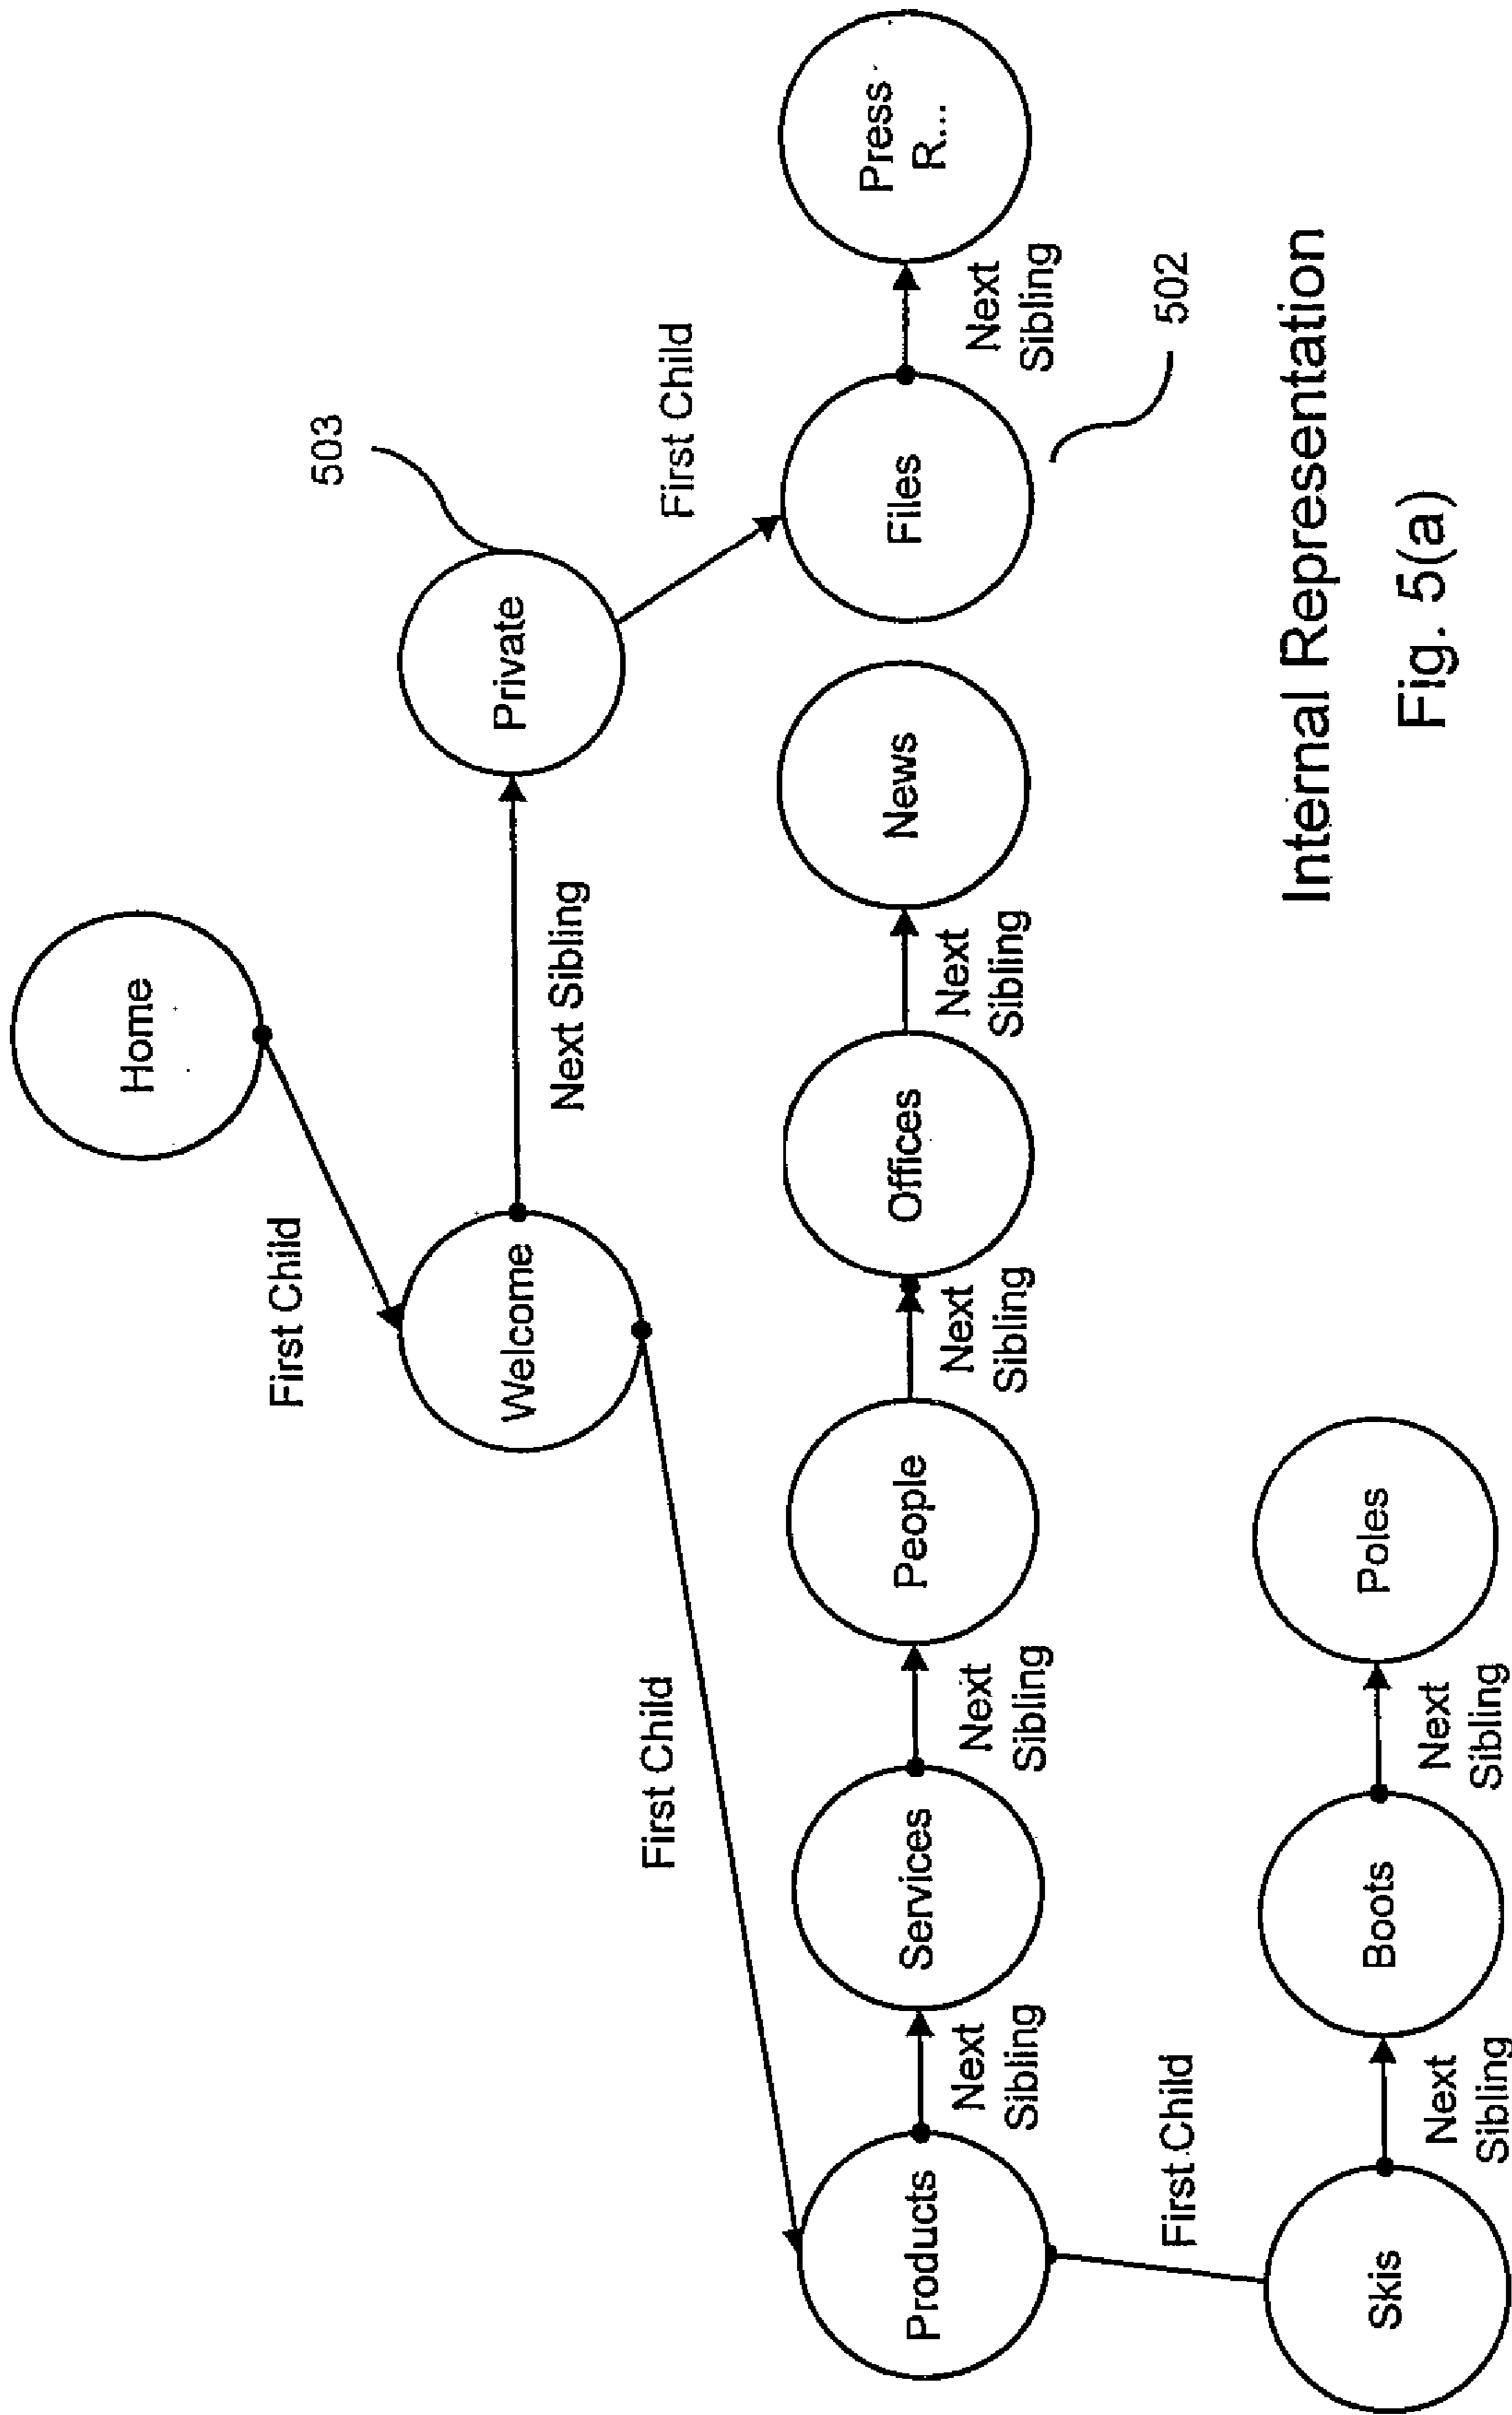 Home
First Child
503
Welcome
Next Sibling
Private
First Child
First Child
Products
Next
Sibling
Services
Next
Sibling
People
Next
Sibling
Offices
Next
Sibling
News
Files
Next
Sibling
Press
R...
502
First Child
Skis
Next
Sibling
Boots
Next
Sibling
Poles
Internal Representation
Fig. 5(a)